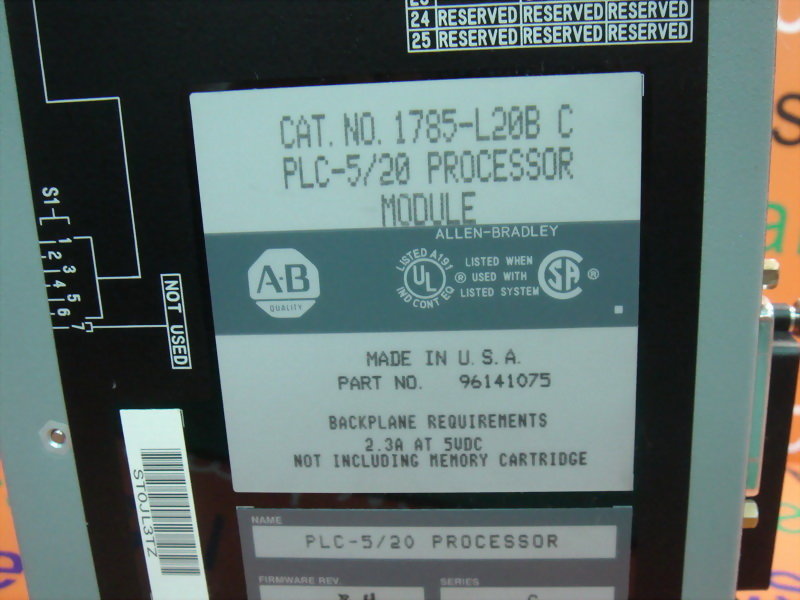 24 RESERVED RESERVED RESERVED
25 RESERVED RESERVED RESERVED
CAT. NO. 1785-L20B C
PLC-5/20 PROCESSOR
MODULE
ALLEN-BRADLEY
A-B
QUALITY
LISTED A191
UL
IND CONT EQ
®
LISTED WHEN
USED WITH
LISTED SYSTEM
SA
®
MADE IN U.S.A.
PART NO. 96141075
BACKPLANE REQUIREMENTS
2.3A AT 5VDC
NOT INCLUDING MEMORY CARTRIDGE
S1
1
2
3
4
5
6
7
NOT USED
STOJL3TZ
NAME
PLC-5/20 PROCESSOR
FIRMWARE REV.
SERIES